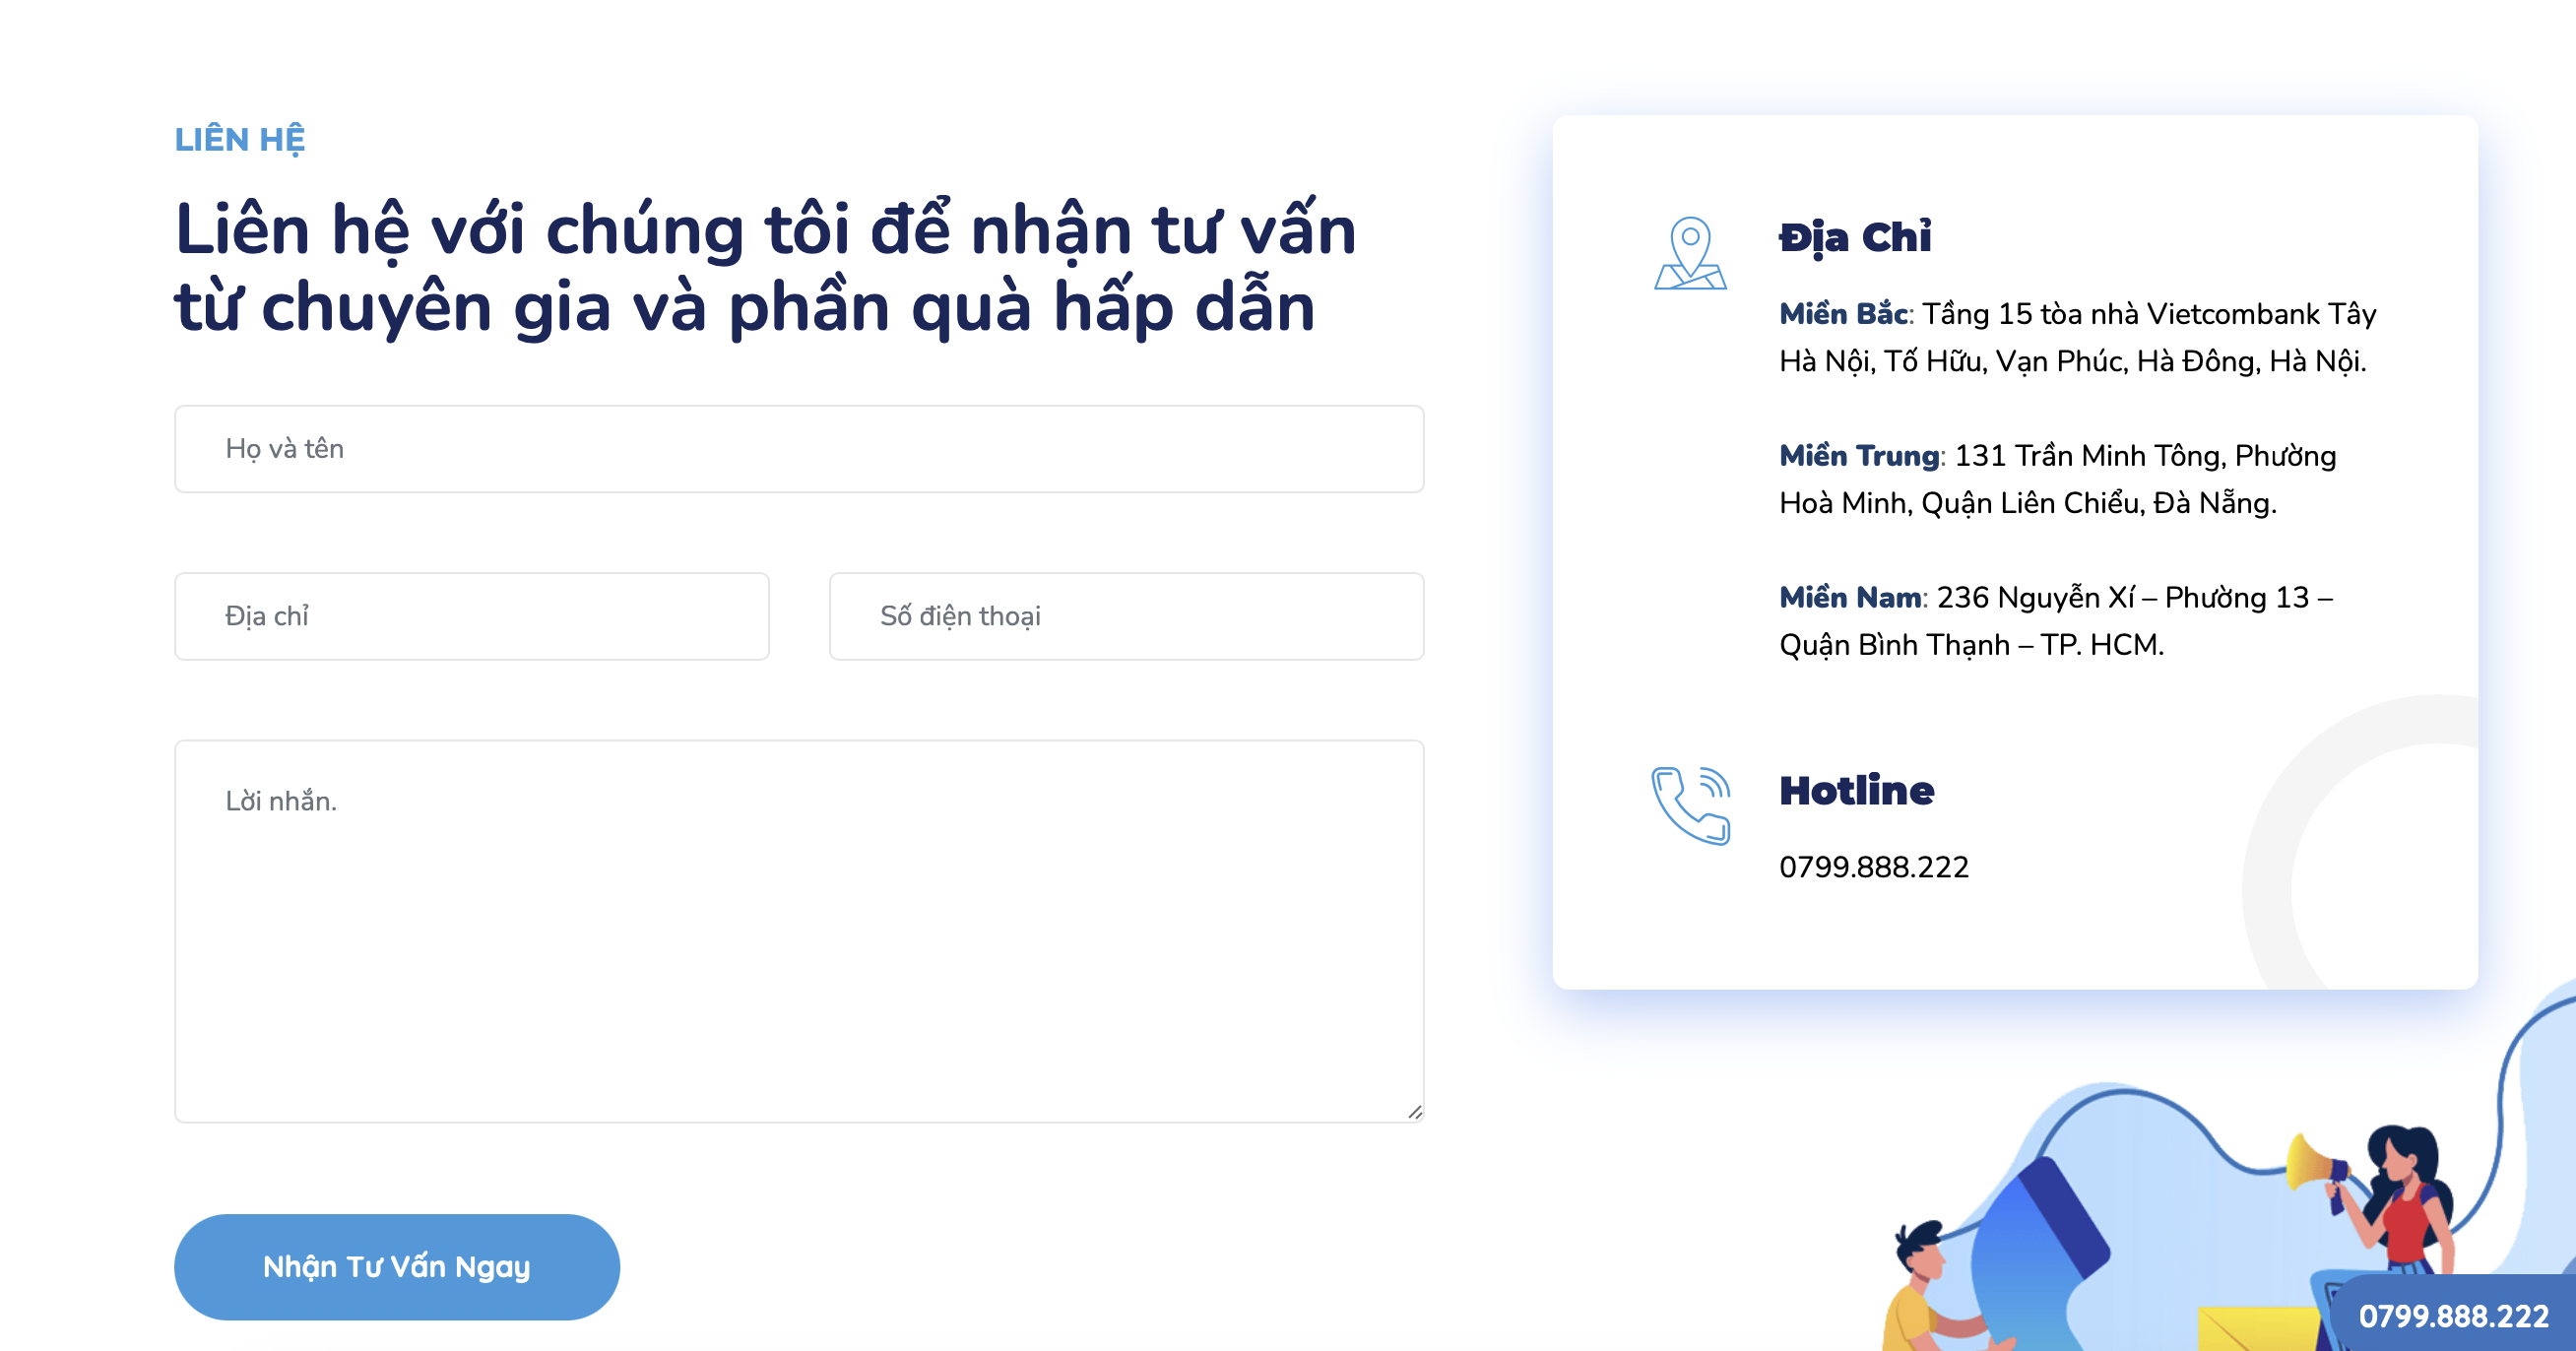 LIÊN HỆ
Liên hệ với chúng tôi để nhận tư vấn
từ chuyên gia và phần quà hấp dẫn
Họ và tên
Địa chỉ
Số điện thoại
Lời nhắn.
Nhận Tư Vấn Ngay
Địa Chỉ
Miền Bắc: Tầng 15 tòa nhà Vietcombank Tây
Hà Nội, Tố Hữu, Vạn Phúc, Hà Đông, Hà Nội.
Miền Trung: 131 Trần Minh Tông, Phường
Hoà Minh, Quận Liên Chiểu, Đà Nẵng.
Miền Nam: 236 Nguyễn Xí – Phường 13 –
Quận Bình Thạnh – TP. HCM.
Hotline
0799.888.222
0799.888.222